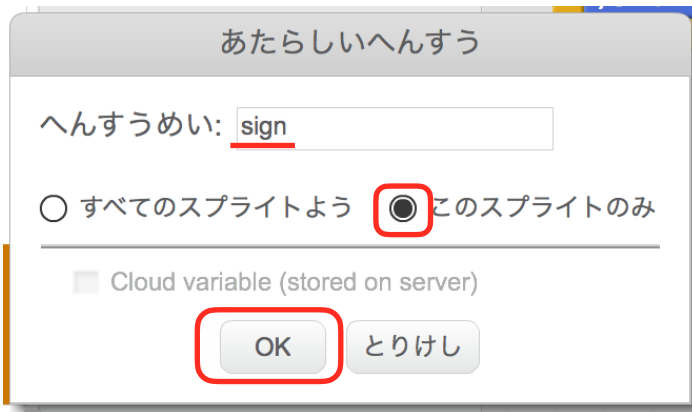 あたらしいへんすう
へんすうめい: sign
すべてのスプライトよう このスプライトのみ
Cloud variable (stored on server)
OK とりけし